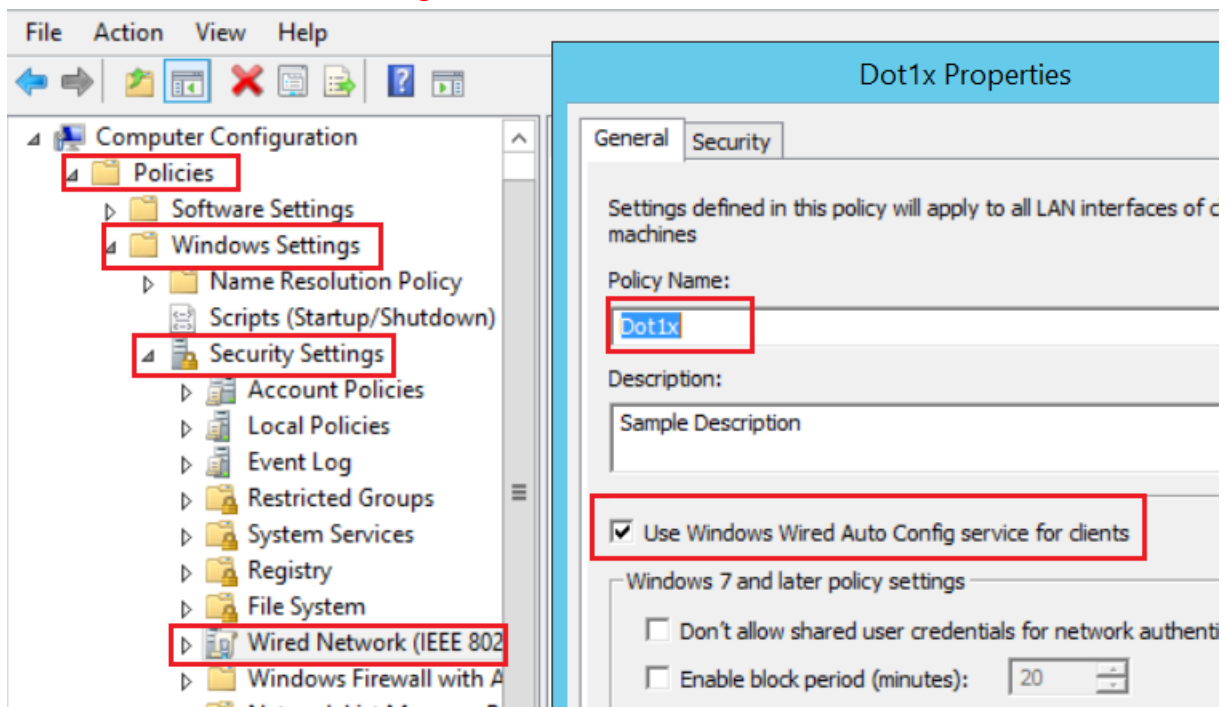 File Action View Help
Computer Configuration
Policies
Software Settings
Windows Settings
Name Resolution Policy
Scripts (Startup/Shutdown)
Security Settings
Account Policies
Local Policies
Event Log
Restricted Groups
System Services
Registry
File System
Wired Network (IEEE 802
Windows Firewall with A
Dot1x Properties
General Security
Settings defined in this policy will apply to all LAN interfaces of c
machines
Policy Name:
Dot1x
Description:
Sample Description
Use Windows Wired Auto Config service for clients
Windows 7 and later policy settings
Don't allow shared user credentials for network authenti
Enable block period (minutes): 20